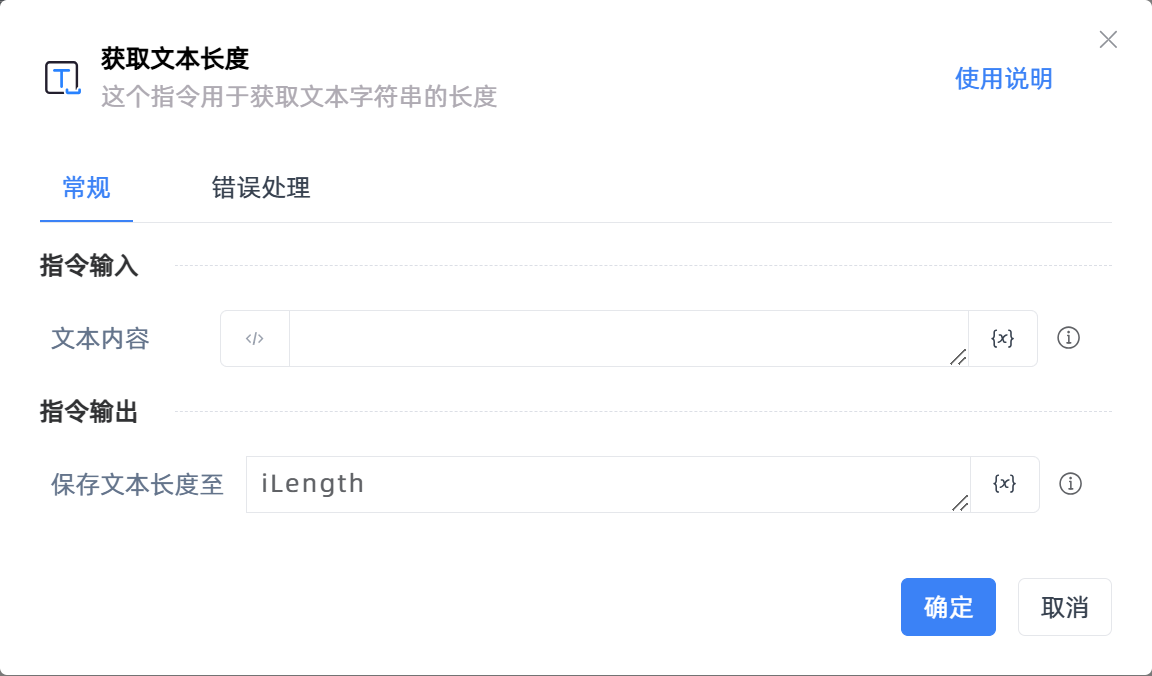 获取文本长度
这个指令用于获取文本字符串的长度
使用说明
常规 错误处理
指令输入
文本内容 </> {x}
指令输出
保存文本长度至 iLength {x}
确定 取消